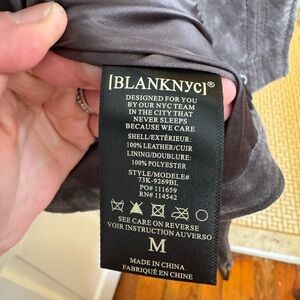 [BLANKNYC]®
DESIGNED FOR YOU
BY OUR NYC TEAM
IN THE CITY THAT
NEVER SLEEPS
BECAUSE WE CARE
SHELL/EXTÉRIEUR:
100% LEATHER/CUIR
LINING/DOUBLURE:
100% POLYESTER
STYLE/MODELE#
73K-9269BL
PO# 111659
RN# 114542
SEE CARE ON REVERSE
VOIR INSTRUCTION AUVERSO
M
MADE IN CHINA
FABRIQUÉ EN CHINE